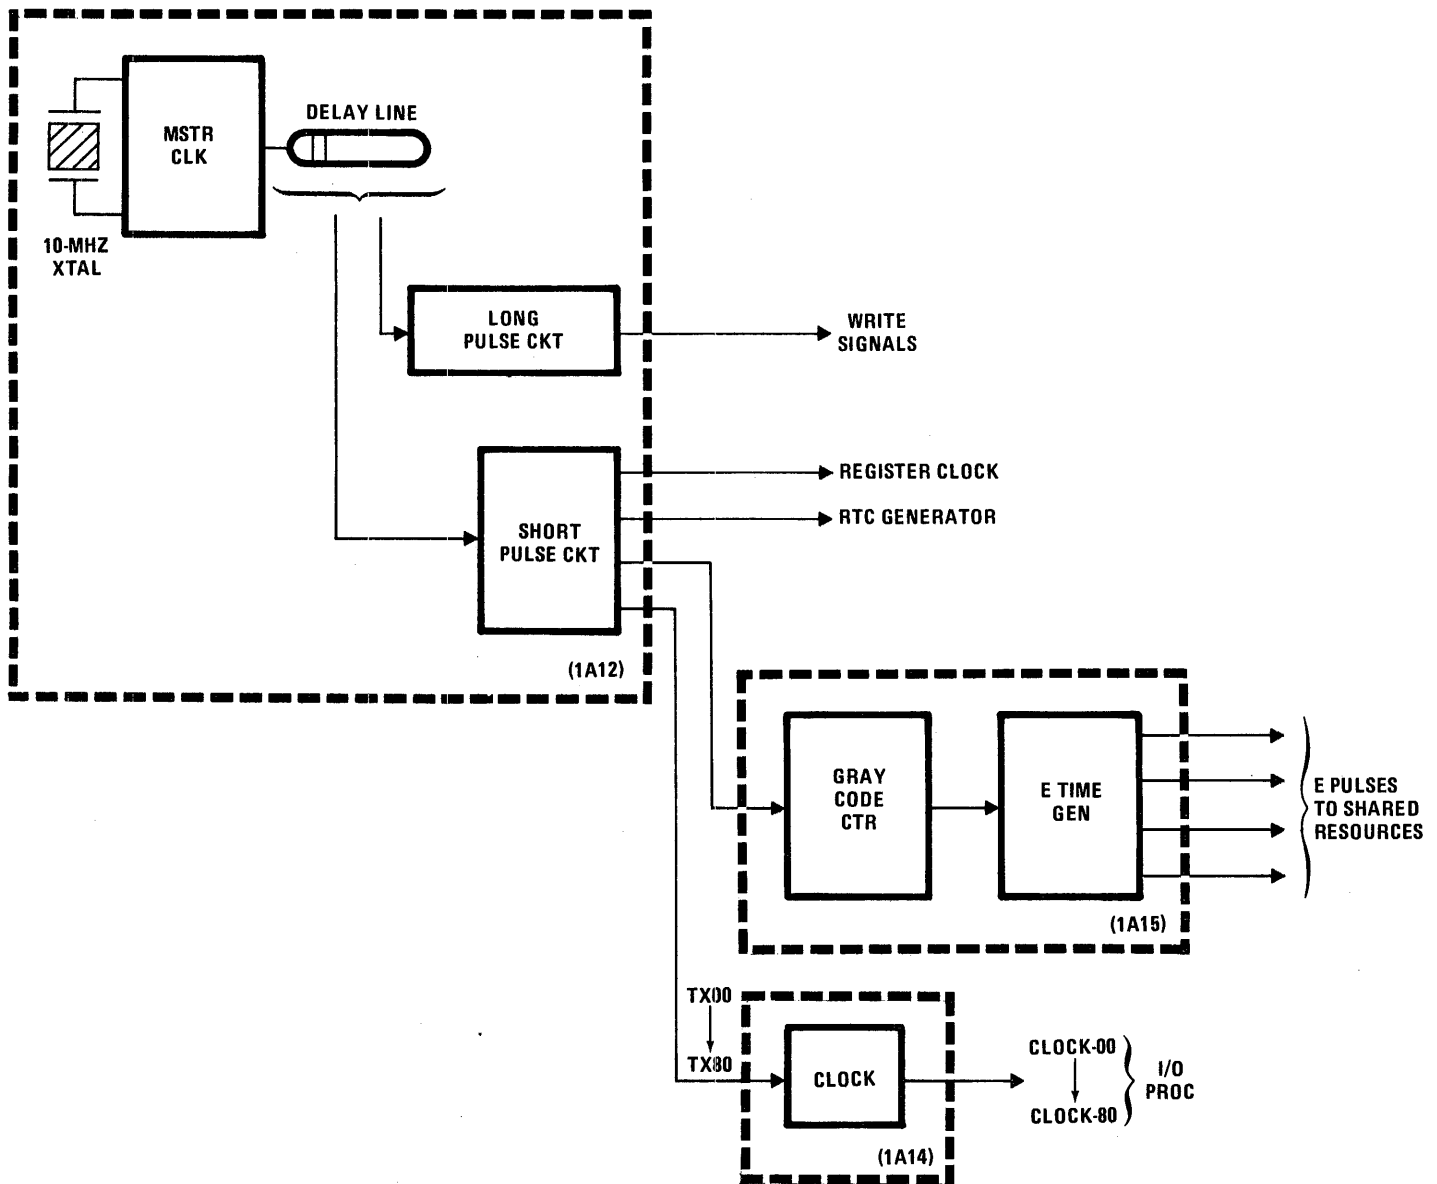 DELAY LINE
MSTR
CLK
10-MHZ
XTAL
LONG
PULSE CKT
WRITE
SIGNALS
REGISTER CLOCK
RTC GENERATOR
SHORT
PULSE CKT
(1A12)
GRAY
CODE
CTR
E TIME
GEN
E PULSES
TO SHARED
RESOURCES
(1A15)
TX00
TX80
CLOCK
CLOCK-00
CLOCK-80
I/O
PROC
(1A14)